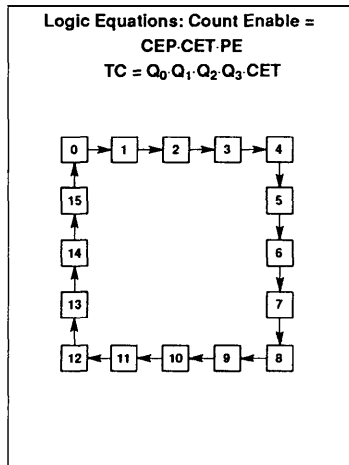 Logic Equations: Count Enable =
CEP·CET·PE
TC = Q₀·Q₁·Q₂·Q₃·CET
0 1 2 3 4
15 5
14 6
13 7
12 11 10 9 8